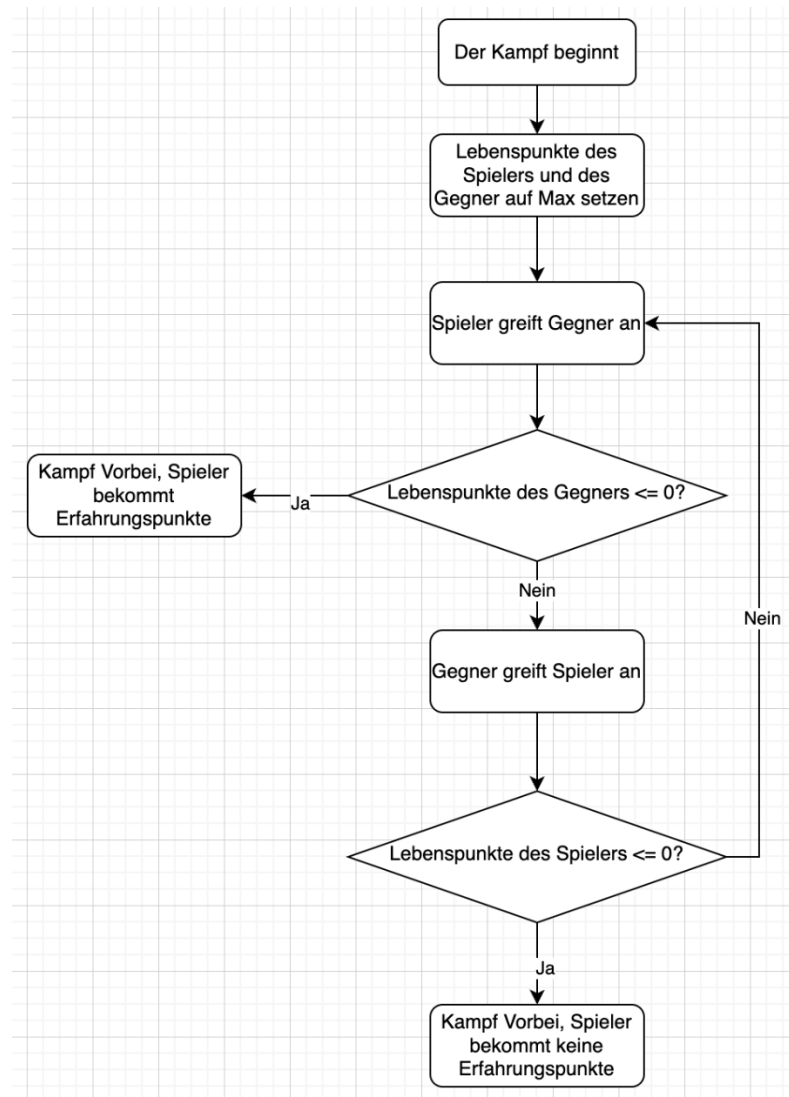 Der Kampf beginnt
Lebenspunkte des
Spielers und des
Gegner auf Max setzen
Spieler greift Gegner an
Lebenspunkte des Gegners <= 0?
Ja
Kampf Vorbei, Spieler
bekommt
Erfahrungspunkte
Nein
Gegner greift Spieler an
Nein
Lebenspunkte des Spielers <= 0?
Ja
Kampf Vorbei, Spieler
bekommt keine
Erfahrungspunkte